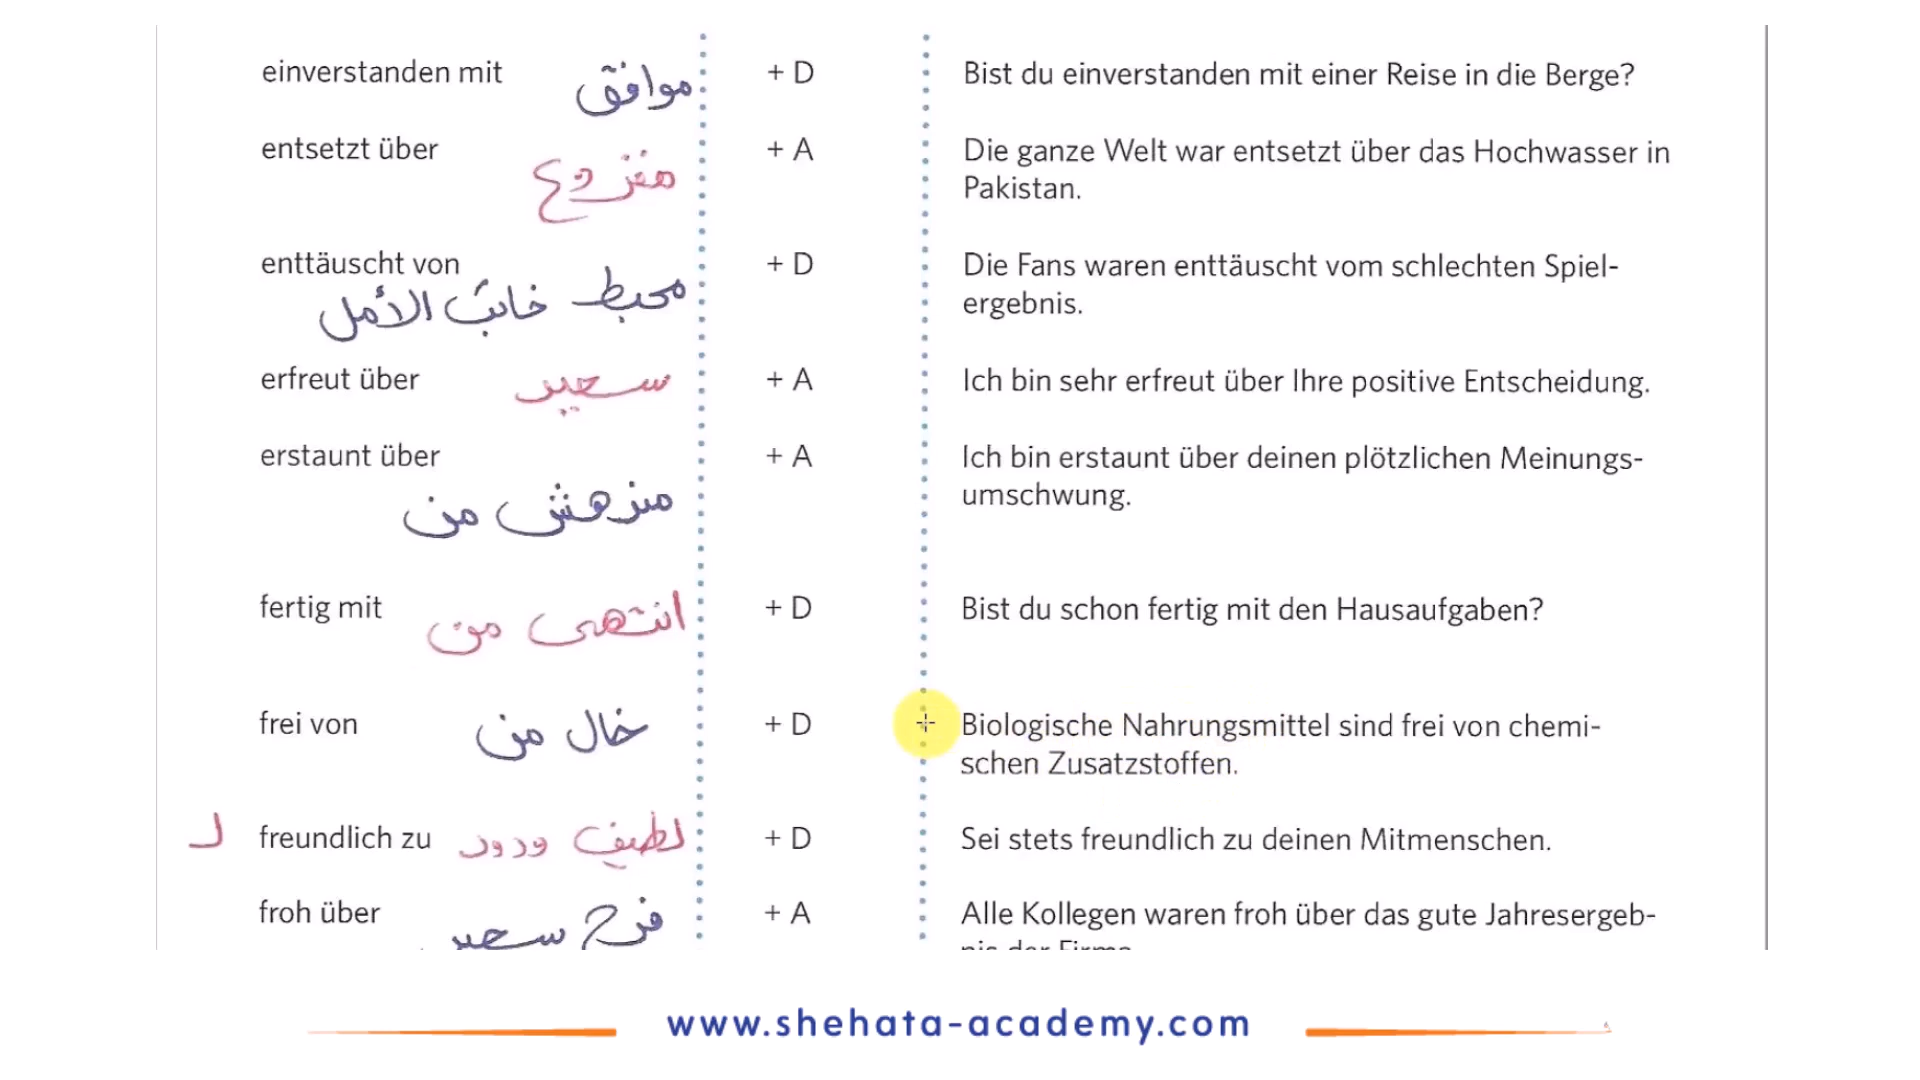 einverstanden mit موافق + D Bist du einverstanden mit einer Reise in die Berge?
entsetzt über مفزوع + A Die ganze Welt war entsetzt über das Hochwasser in
Pakistan.
enttäuscht von محبط خائب الأمل + D Die Fans waren enttäuscht vom schlechten Spiel-
ergebnis.
erfreut über سعيد + A Ich bin sehr erfreut über Ihre positive Entscheidung.
erstaunt über + A Ich bin erstaunt über deinen plötzlichen Meinungs-
مندهش من umschwung.
fertig mit انتهى من + D Bist du schon fertig mit den Hausaufgaben?
frei von خال من + D Biologische Nahrungsmittel sind frei von chemi-
schen Zusatzstoffen.
لـ freundlich zu لطيف ودود + D Sei stets freundlich zu deinen Mitmenschen.
froh über فرح سعيد + A Alle Kollegen waren froh über das gute Jahresergeb-
nis der Firma
www.shehata-academy.com